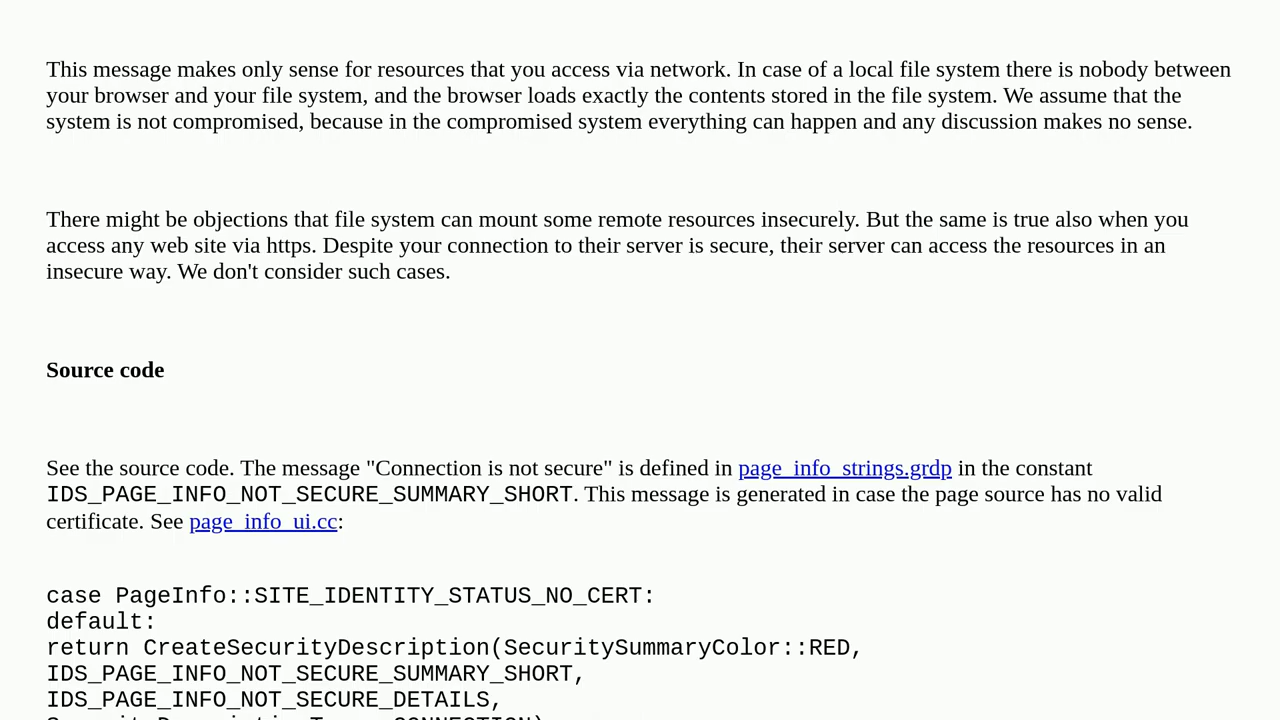 This message makes only sense for resources that you access via network. In case of a local file system there is nobody between
your browser and your file system, and the browser loads exactly the contents stored in the file system. We assume that the
system is not compromised, because in the compromised system everything can happen and any discussion makes no sense.
There might be objections that file system can mount some remote resources insecurely. But the same is true also when you
access any web site via https. Despite your connection to their server is secure, their server can access the resources in an
insecure way. We don't consider such cases.
Source code
See the source code. The message "Connection is not secure" is defined in page_info_strings.grdp in the constant
IDS_PAGE_INFO_NOT_SECURE_SUMMARY_SHORT. This message is generated in case the page source has no valid
certificate. See page_info_ui.cc:
case PageInfo::SITE_IDENTITY_STATUS_NO_CERT:
default:
return CreateSecurityDescription(SecuritySummaryColor::RED,
IDS_PAGE_INFO_NOT_SECURE_SUMMARY_SHORT,
IDS_PAGE_INFO_NOT_SECURE_DETAILS,